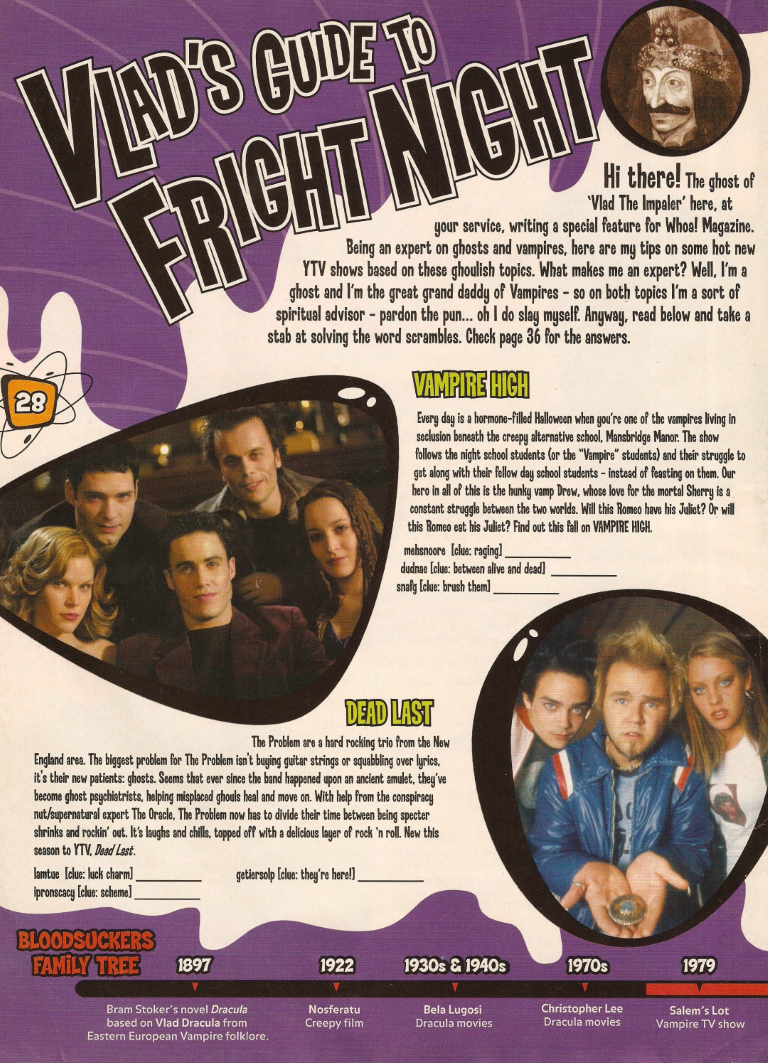 VLAD'S GUIDE TO
FRIGHT NIGHT
Hi there! The ghost of
'Vlad The Impaler' here, at
your service, writing a special feature for Whoa! Magazine.
Being an expert on ghosts and vampires, here are my tips on some hot new
YTV shows based on these ghoulish topics. What makes me an expert? Well, I'm a
ghost and I'm the great grand daddy of Vampires – so on both topics I'm a sort of
spiritual advisor – pardon the pun... oh I do slay myself. Anyway, read below and take a
stab at solving the word scrambles. Check page 36 for the answers.
28
VAMPIRE HIGH
Every day is a hormone-filled Halloween when you're one of the vampires living in
seclusion beneath the creepy alternative school, Mansbridge Manor. The show
follows the night school students (or the "Vampire" students) and their struggle to
get along with their fellow day school students – instead of feasting on them. Our
hero in all of this is the hunky vamp Drew, whose love for the mortal Sherry is a
constant struggle between the two worlds. Will this Romeo have his Juliet? Or will
this Romeo eat his Juliet? Find out this fall on VAMPIRE HIGH.
mehsnoore [clue: raging] ___________
dudnae [clue: between alive and dead] ___________
snafg [clue: brush them] ___________
DEAD LAST
The Problem are a hard rocking trio from the New
England area. The biggest problem for The Problem isn't buying guitar strings or squabbling over lyrics,
it's their new patients: ghosts. Seems that ever since the band happened upon an ancient amulet, they've
become ghost psychiatrists, helping misplaced ghouls heal and move on. With help from the conspiracy
nut/supernatural expert The Oracle, The Problem now has to divide their time between being specter
shrinks and rockin' out. It's laughs and chills, topped off with a delicious layer of rock 'n roll. New this
season to YTV, Dead Last.
lamtue [clue: luck charm] ___________ getiersolp [clue: they're here!] ___________
ipronscacy [clue: scheme] ___________
BLOODSUCKERS
FAMILY TREE
1897 1922 1930s & 1940s 1970s 1979
Bram Stoker's novel Dracula Nosferatu Bela Lugosi Christopher Lee Salem's Lot
based on Vlad Dracula from Creepy film Dracula movies Dracula movies Vampire TV show
Eastern European Vampire folklore.